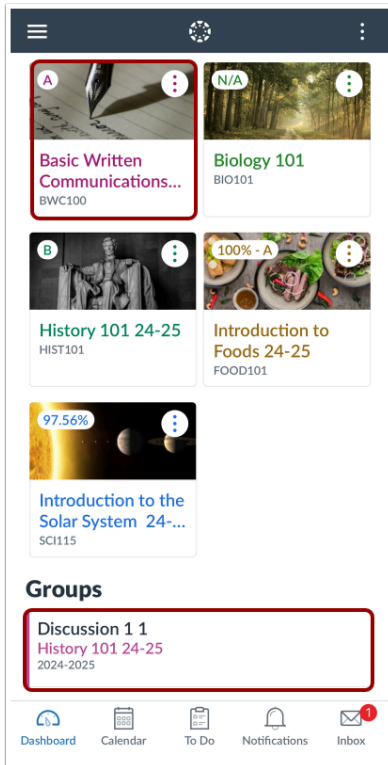 A
Basic Written
Communications...
BWC100
N/A
Biology 101
BIO101
B
History 101 24-25
HIST101
100% - A
Introduction to
Foods 24-25
FOOD101
97.56%
Introduction to the
Solar System 24-...
SCI115
Groups
Discussion 1 1
History 101 24-25
2024-2025
Dashboard
Calendar
To Do
Notifications
1
Inbox